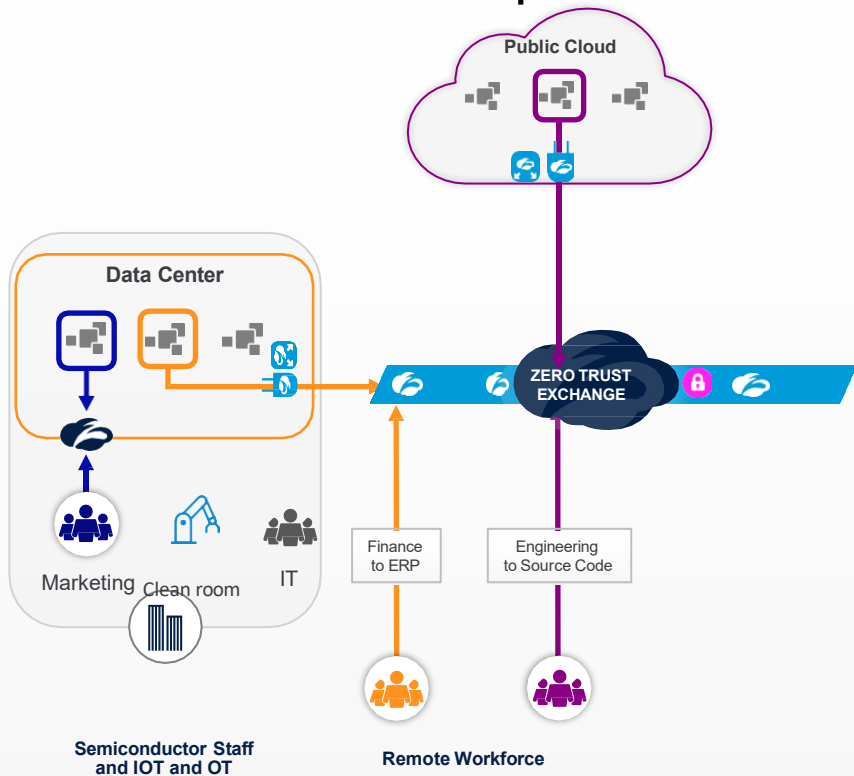 Public Cloud
Data Center
ZERO TRUST
EXCHANGE
Finance
to ERP
Engineering
to Source Code
Marketing
Clean room
IT
Semiconductor Staff
and IOT and OT
Remote Workforce